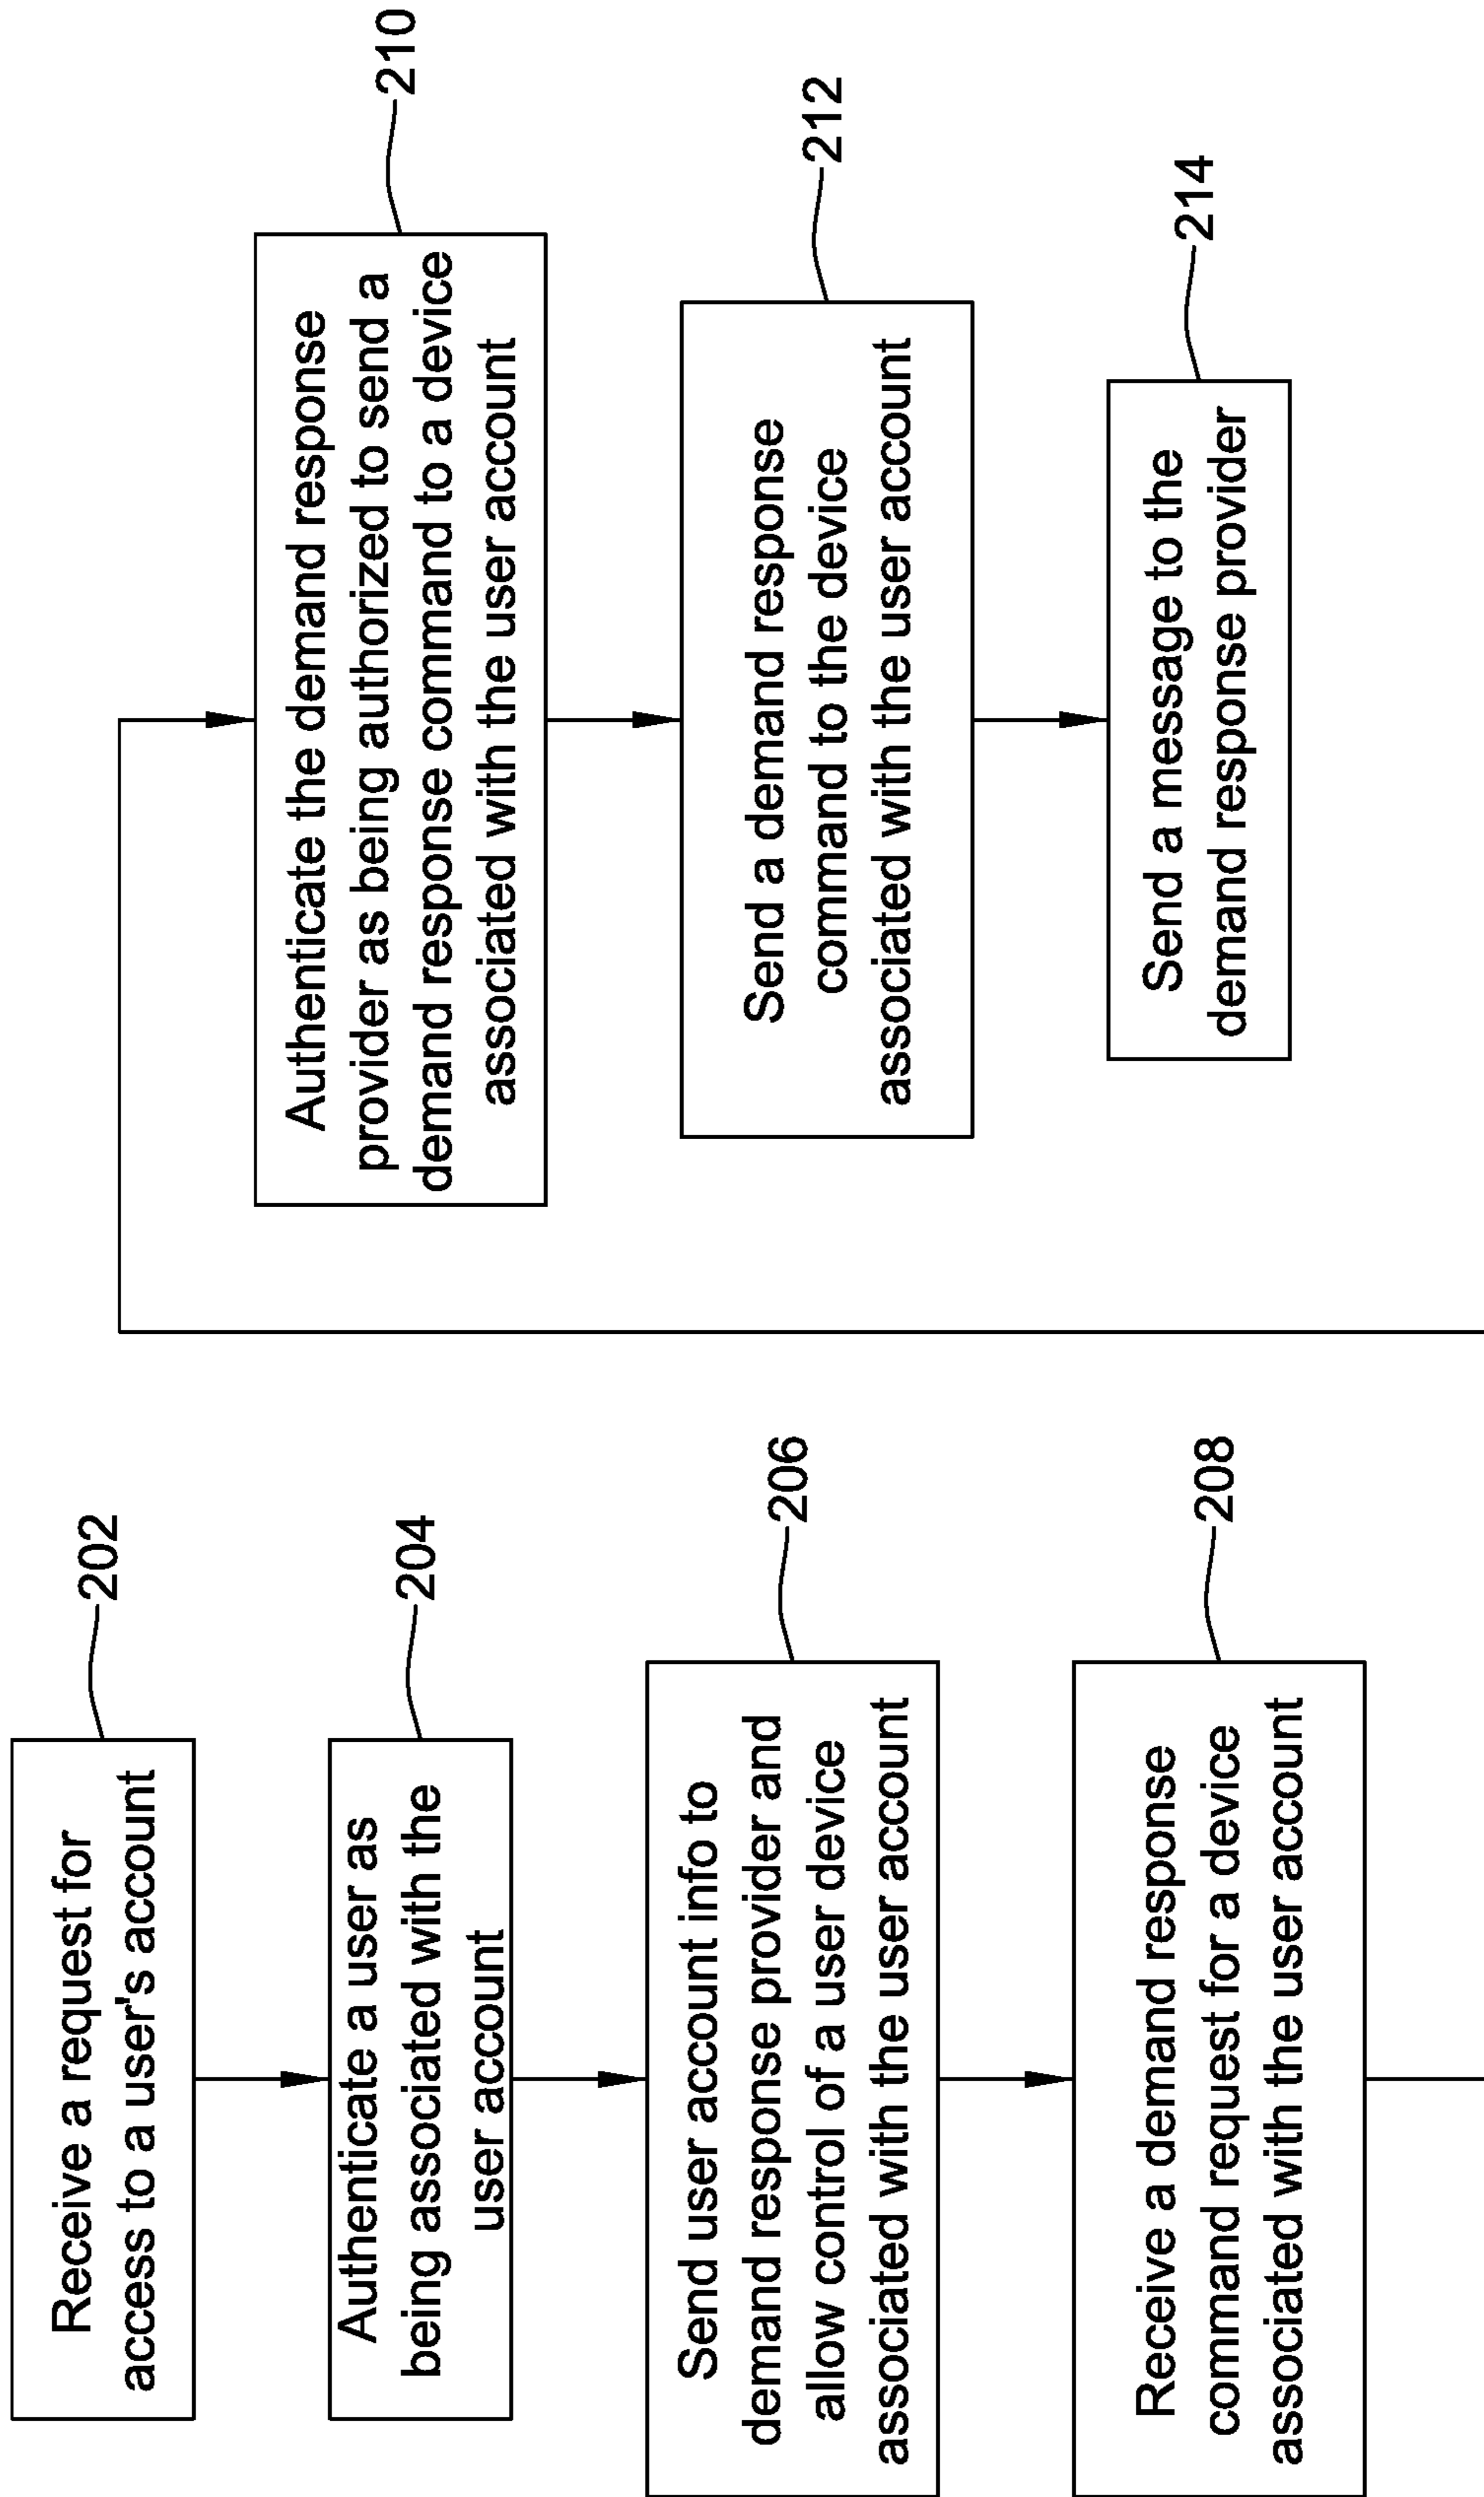 Receive a request for
access to a user's account
202
Authenticate a user as
being associated with the
user account
204
Send user account info to
demand response provider and
allow control of a user device
associated with the user account
206
Receive a demand response
command request for a device
associated with the user account
208
Authenticate the demand response
provider as being authorized to send a
demand response command to a device
associated with the user account
210
Send a demand response
command to the device
associated with the user account
212
Send a message to the
demand response provider
214